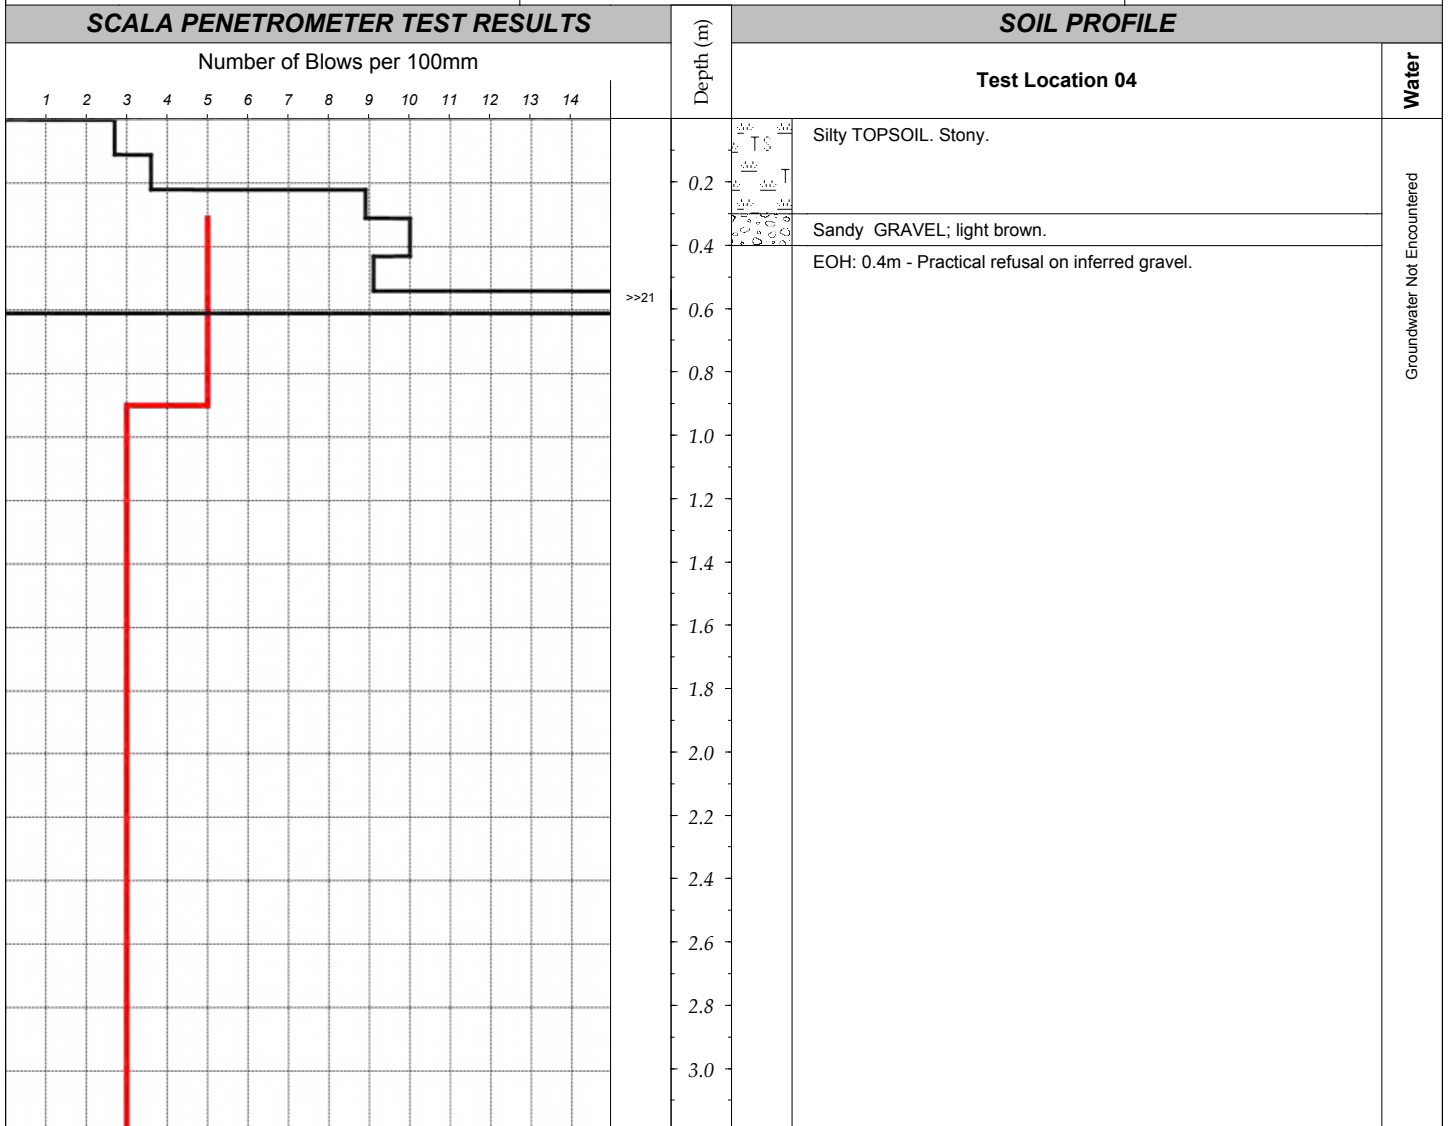 SCALA PENETROMETER TEST RESULTS
Number of Blows per 100mm
1 2 3 4 5 6 7 8 9 10 11 12 13 14
>>21
Depth (m)
0.2
0.4
0.6
0.8
1.0
1.2
1.4
1.6
1.8
2.0
2.2
2.4
2.6
2.8
3.0
SOIL PROFILE
Test Location 04
Water
T S
T
Silty TOPSOIL. Stony.
Sandy GRAVEL; light brown.
EOH: 0.4m - Practical refusal on inferred gravel.
Groundwater Not Encountered